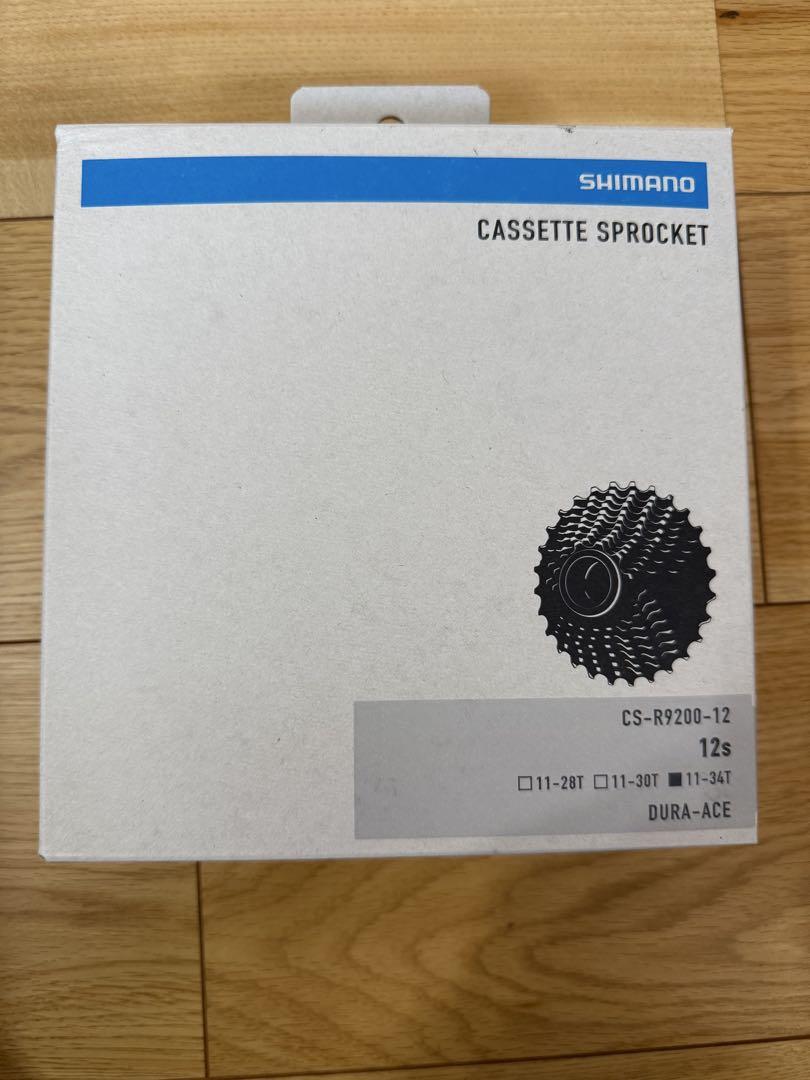 SHIMANO
CASSETTE SPROCKET
CS-R9200-12
12s
□11-28T □11-30T ■11-34T
DURA-ACE